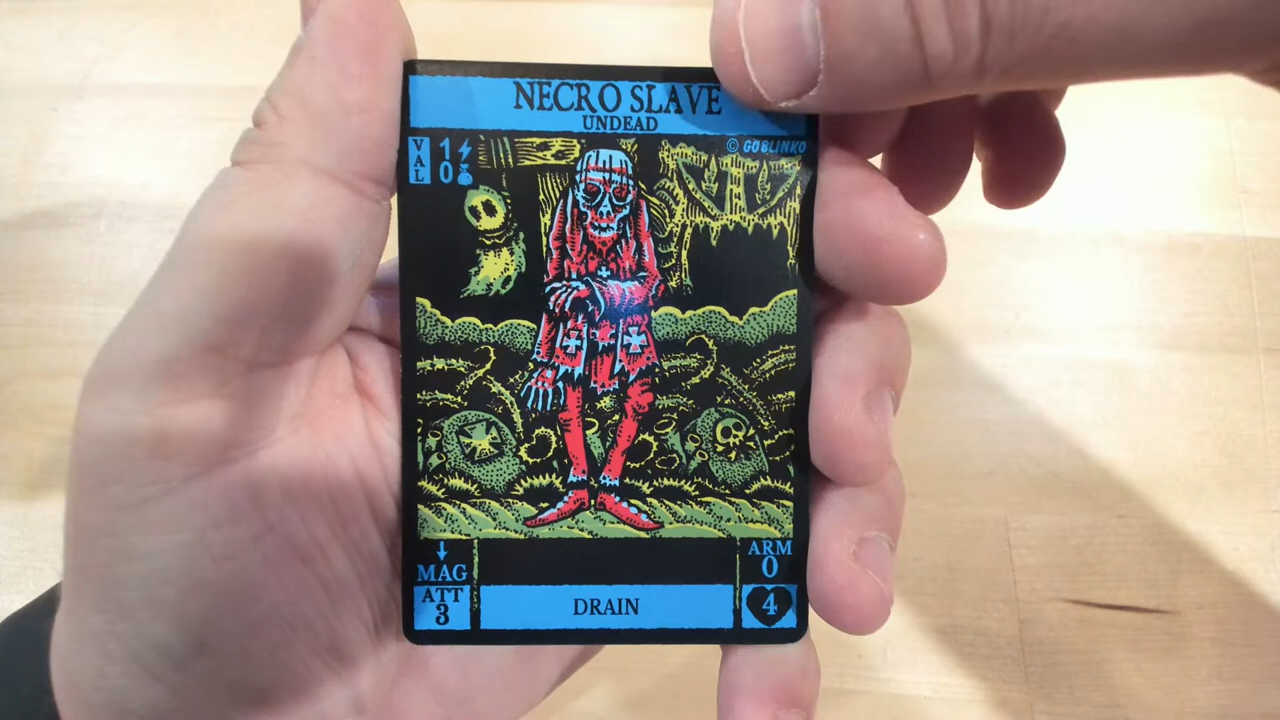 NECRO SLAVE
UNDEAD
VAL 1
0
© GOBLINKO
MAG
ATT
3
ARM
0
DRAIN
4